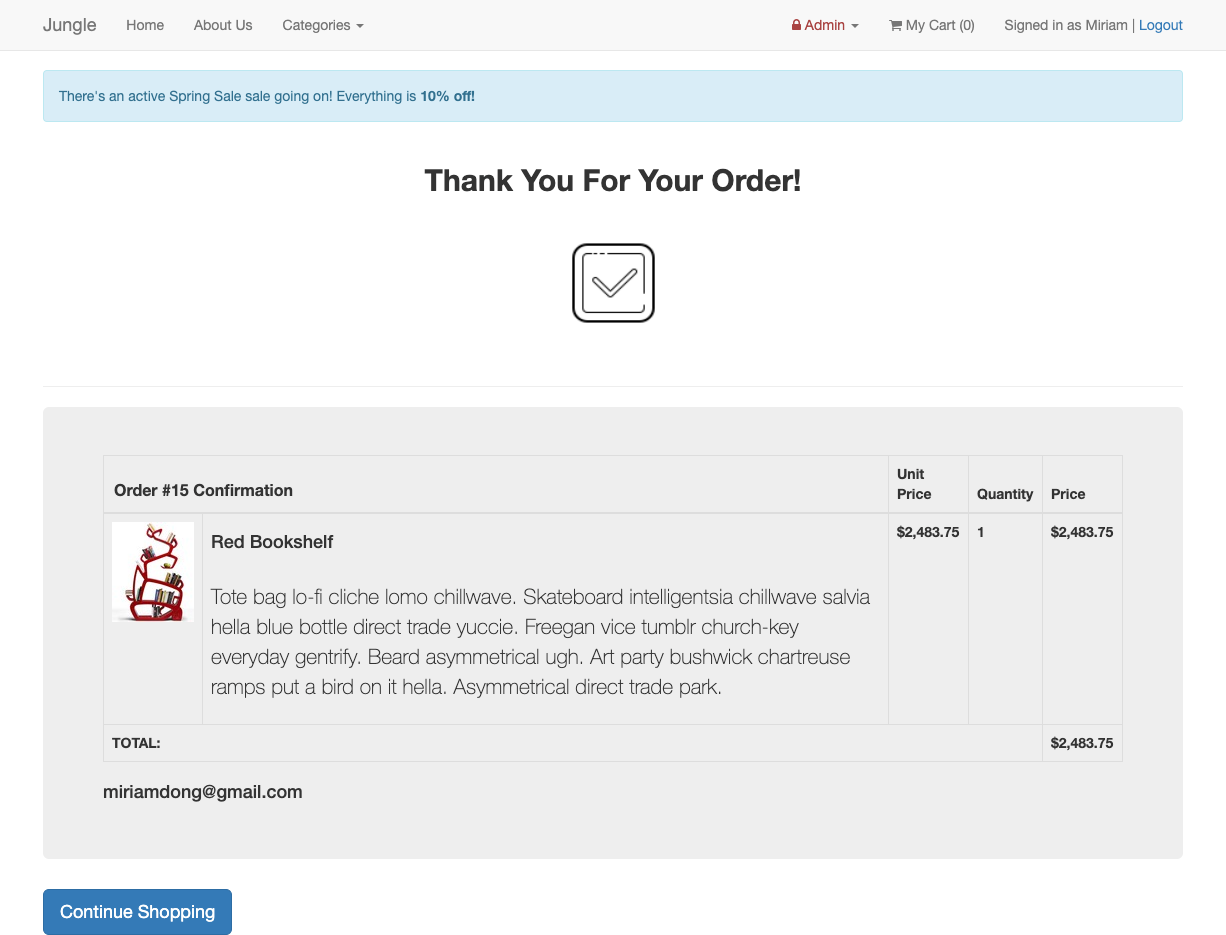 Jungle Home About Us Categories Admin My Cart (0) Signed in as Miriam | Logout
There's an active Spring Sale sale going on! Everything is 10% off!
Thank You For Your Order!
Order #15 Confirmation
Unit
Price
Quantity
Price
Red Bookshelf
$2,483.75 1 $2,483.75
Tote bag lo-fi cliche lomo chillwave. Skateboard intelligentsia chillwave salvia
hella blue bottle direct trade yuccie. Freegan vice tumblr church-key
everyday gentrify. Beard asymmetrical ugh. Art party bushwick chartreuse
ramps put a bird on it hella. Asymmetrical direct trade park.
TOTAL: $2,483.75
miriamdong@gmail.com
Continue Shopping